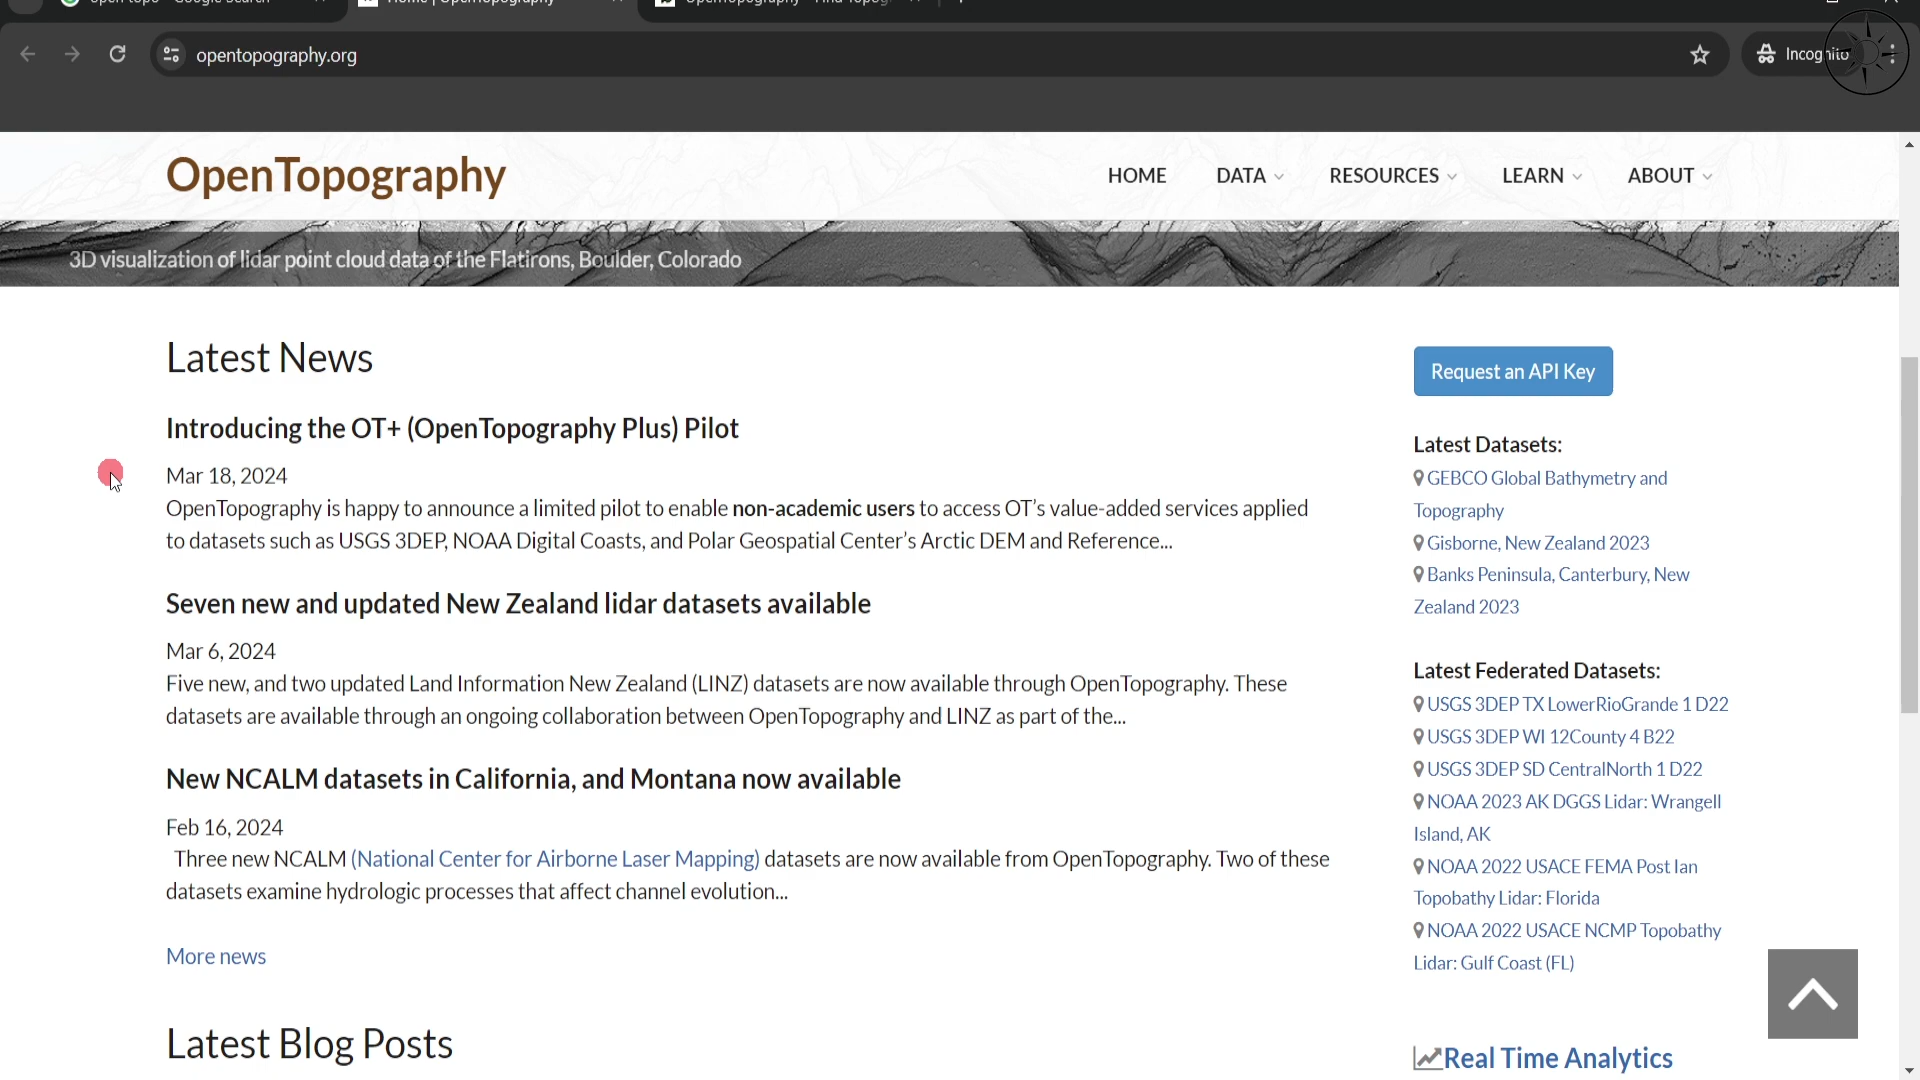 opentopography.org
Incognito
OpenTopography
HOME
DATA
RESOURCES
LEARN
ABOUT
3D visualization of lidar point cloud data of the Flatirons, Boulder, Colorado
Latest News
Introducing the OT+ (OpenTopography Plus) Pilot
Mar 18, 2024
OpenTopography is happy to announce a limited pilot to enable non-academic users to access OT's value-added services applied
to datasets such as USGS 3DEP, NOAA Digital Coasts, and Polar Geospatial Center's Arctic DEM and Reference...
Seven new and updated New Zealand lidar datasets available
Mar 6, 2024
Five new, and two updated Land Information New Zealand (LINZ) datasets are now available through OpenTopography. These
datasets are available through an ongoing collaboration between OpenTopography and LINZ as part of the...
New NCALM datasets in California, and Montana now available
Feb 16, 2024
Three new NCALM (National Center for Airborne Laser Mapping) datasets are now available from OpenTopography. Two of these
datasets examine hydrologic processes that affect channel evolution...
More news
Latest Blog Posts
Request an API Key
Latest Datasets:
GEBCO Global Bathymetry and
Topography
Gisborne, New Zealand 2023
Banks Peninsula, Canterbury, New
Zealand 2023
Latest Federated Datasets:
USGS 3DEP TX LowerRioGrande 1 D22
USGS 3DEP WI 12County 4 B22
USGS 3DEP SD CentralNorth 1 D22
NOAA 2023 AK DGGS Lidar: Wrangell
Island, AK
NOAA 2022 USACE FEMA Post Ian
Topobathy Lidar: Florida
NOAA 2022 USACE NCMP Topobathy
Lidar: Gulf Coast (FL)
Real Time Analytics